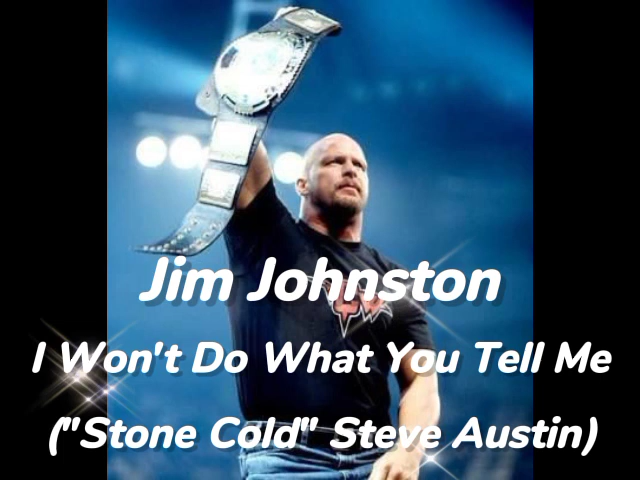 Jim Johnston
I Won't Do What You Tell Me
("Stone Cold" Steve Austin)